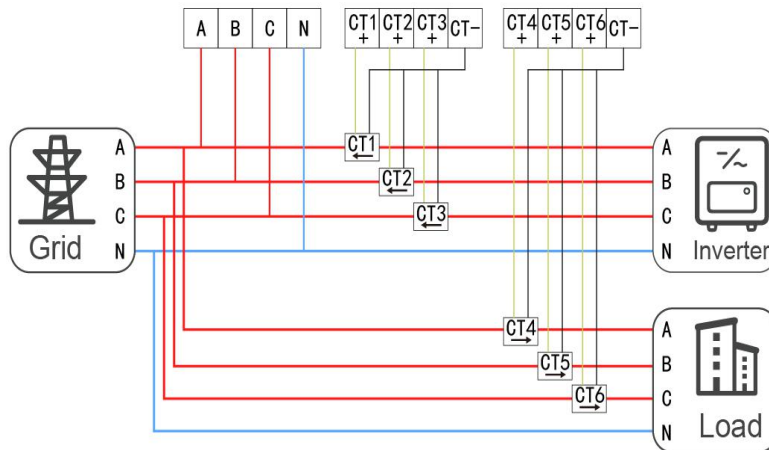 A B C N CT1 + CT2 + CT3 + CT- CT4 + CT5 + CT6 + CT-
A CT1 A
B CT2 B
C CT3 C
Grid N N Inverter
CT4 A
CT5 B
CT6 C
Load
N